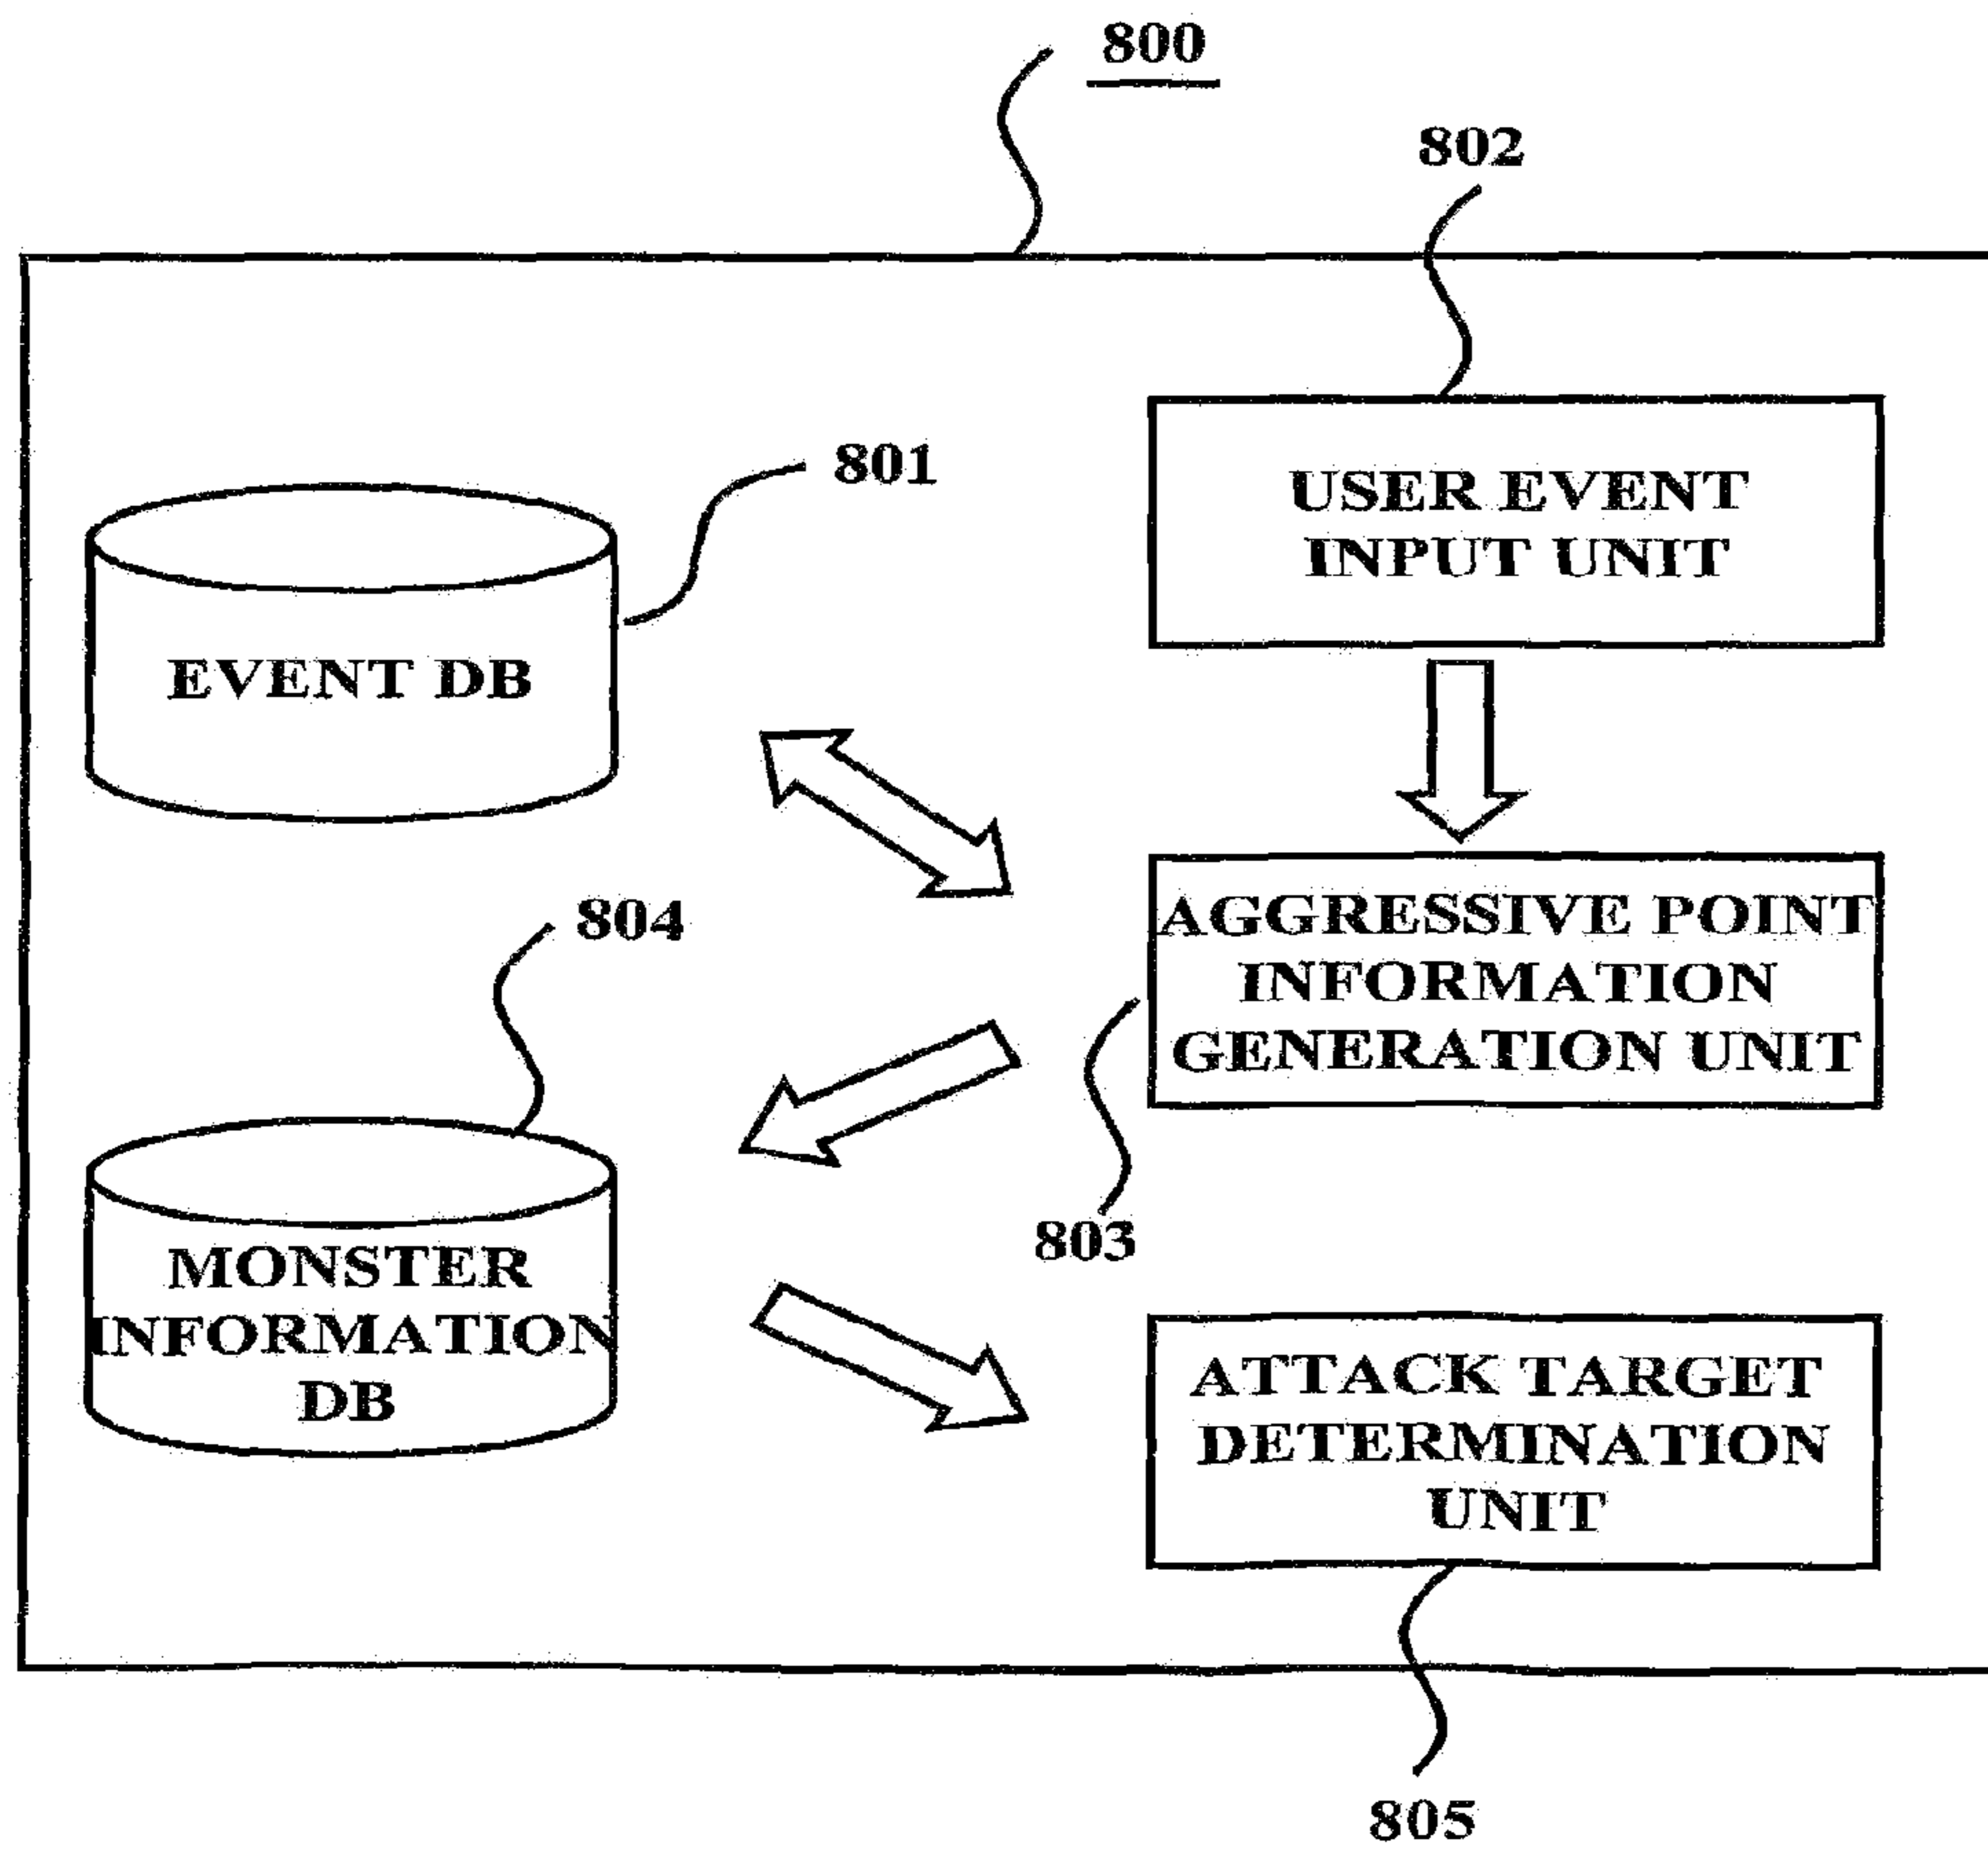 800
802
801
USER EVENT
INPUT UNIT
EVENT DB
804
AGGRESSIVE POINT
INFORMATION
GENERATION UNIT
803
MONSTER
INFORMATION
DB
ATTACK TARGET
DETERMINATION
UNIT
805